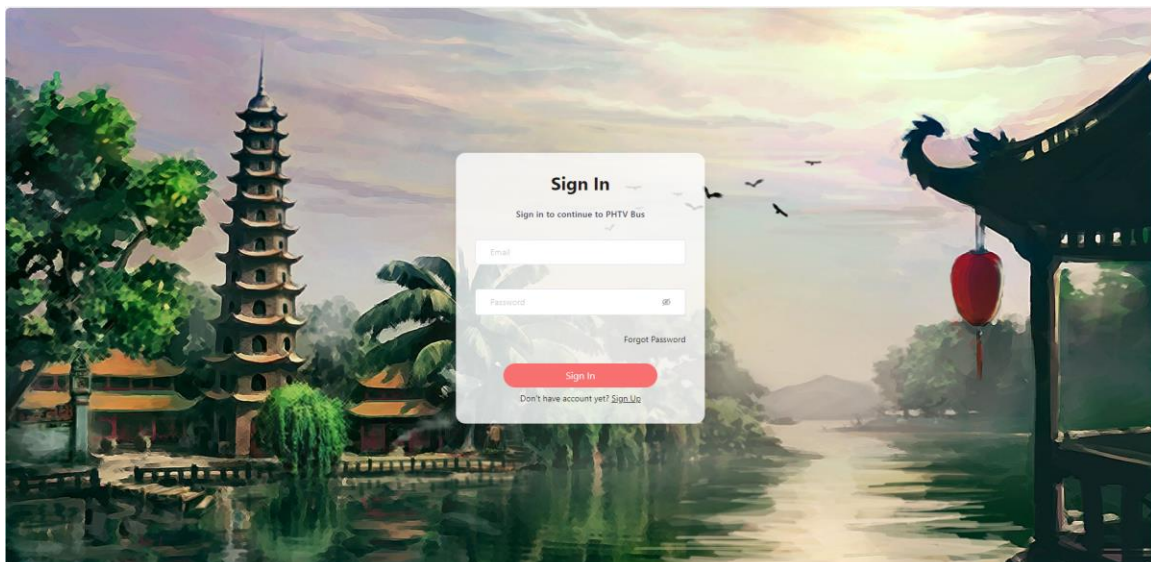 Sign In
Sign in to continue to PHTV Bus
Email
Password
Forgot Password
Sign In
Don't have account yet? Sign Up